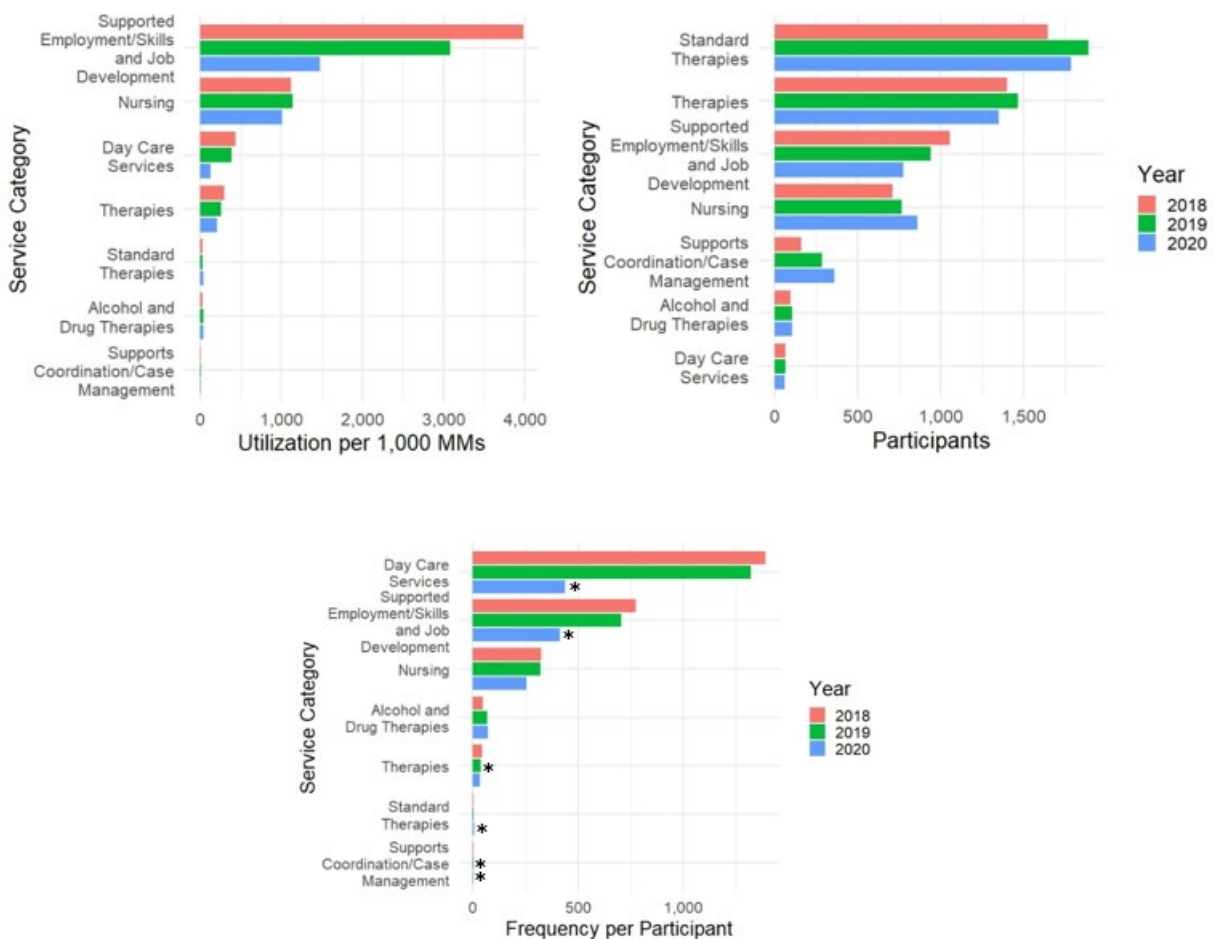 Service Category
Supported
Employment/Skills
and Job
Development
Nursing
Day Care
Services
Therapies
Standard
Therapies
Alcohol and
Drug Therapies
Supports
Coordination/Case
Management
0 1,000 2,000 3,000 4,000
Utilization per 1,000 MMs
Service Category
Standard
Therapies
Therapies
Supported
Employment/Skills
and Job
Development
Nursing
Supports
Coordination/Case
Management
Alcohol and
Drug Therapies
Day Care
Services
0 500 1,000 1,500
Participants
Year
2018
2019
2020
Service Category
Day Care
Services
*
Supported
Employment/Skills
and Job
*
Development
Nursing
Alcohol and
Drug Therapies
Therapies
*
Standard
Therapies
*
Supports
Coordination/Case
*
Management
*
0 500 1,000
Frequency per Participant
Year
2018
2019
2020